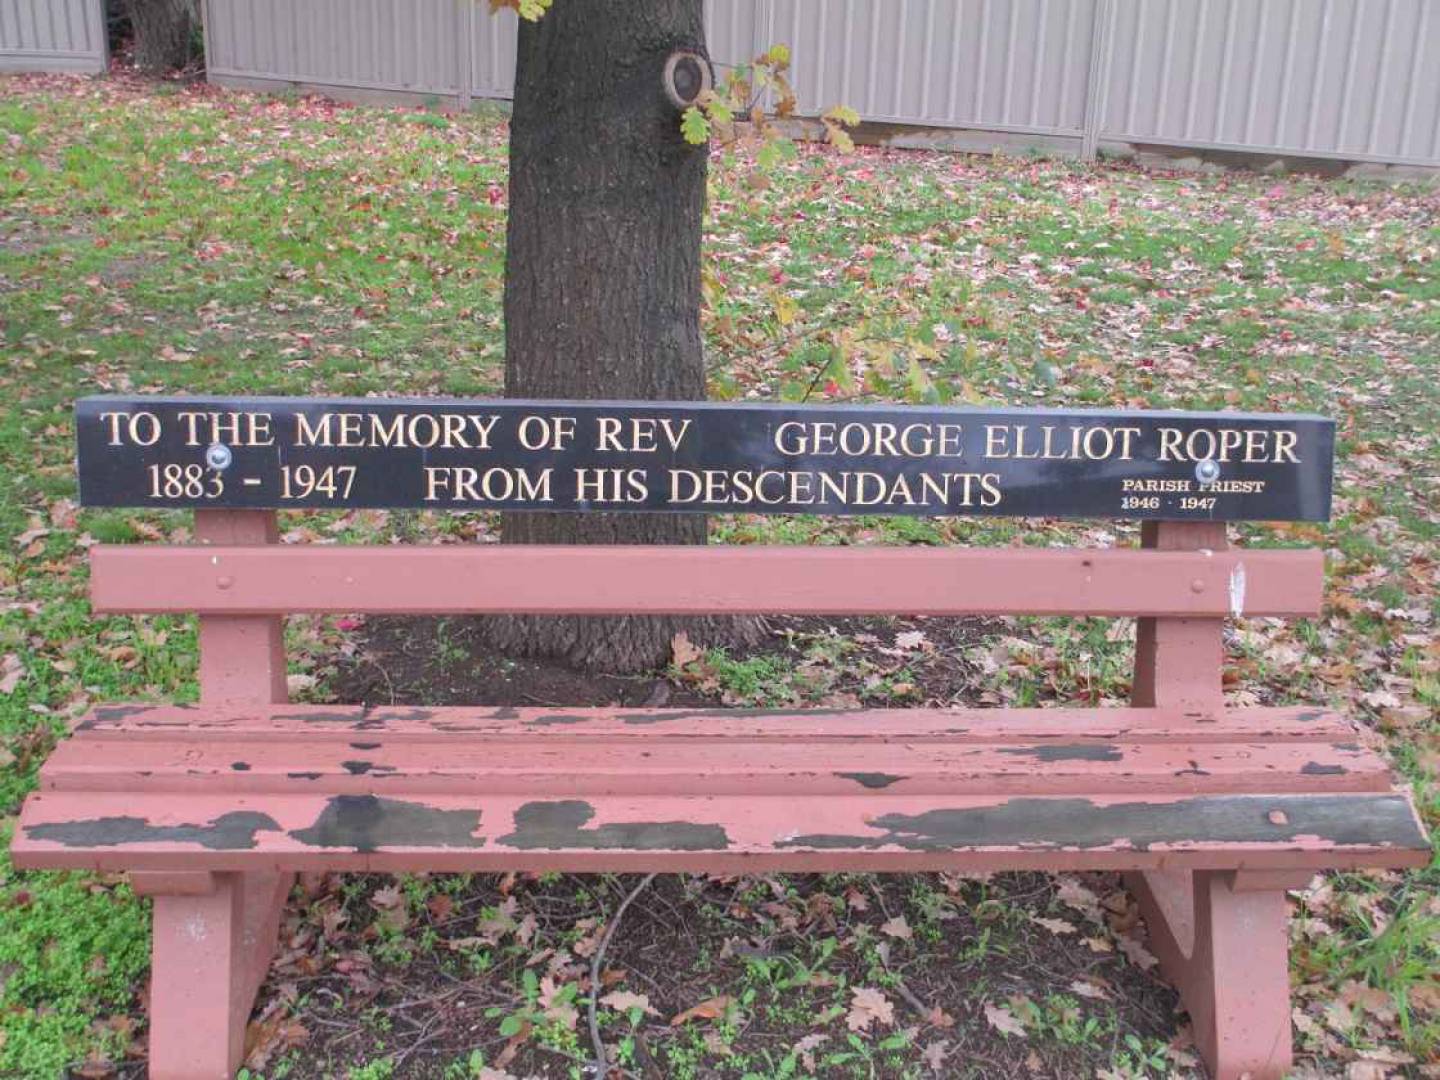 TO THE MEMORY OF REV GEORGE ELLIOT ROPER
1883 - 1947 FROM HIS DESCENDANTS
PARISH PRIEST
1946 - 1947